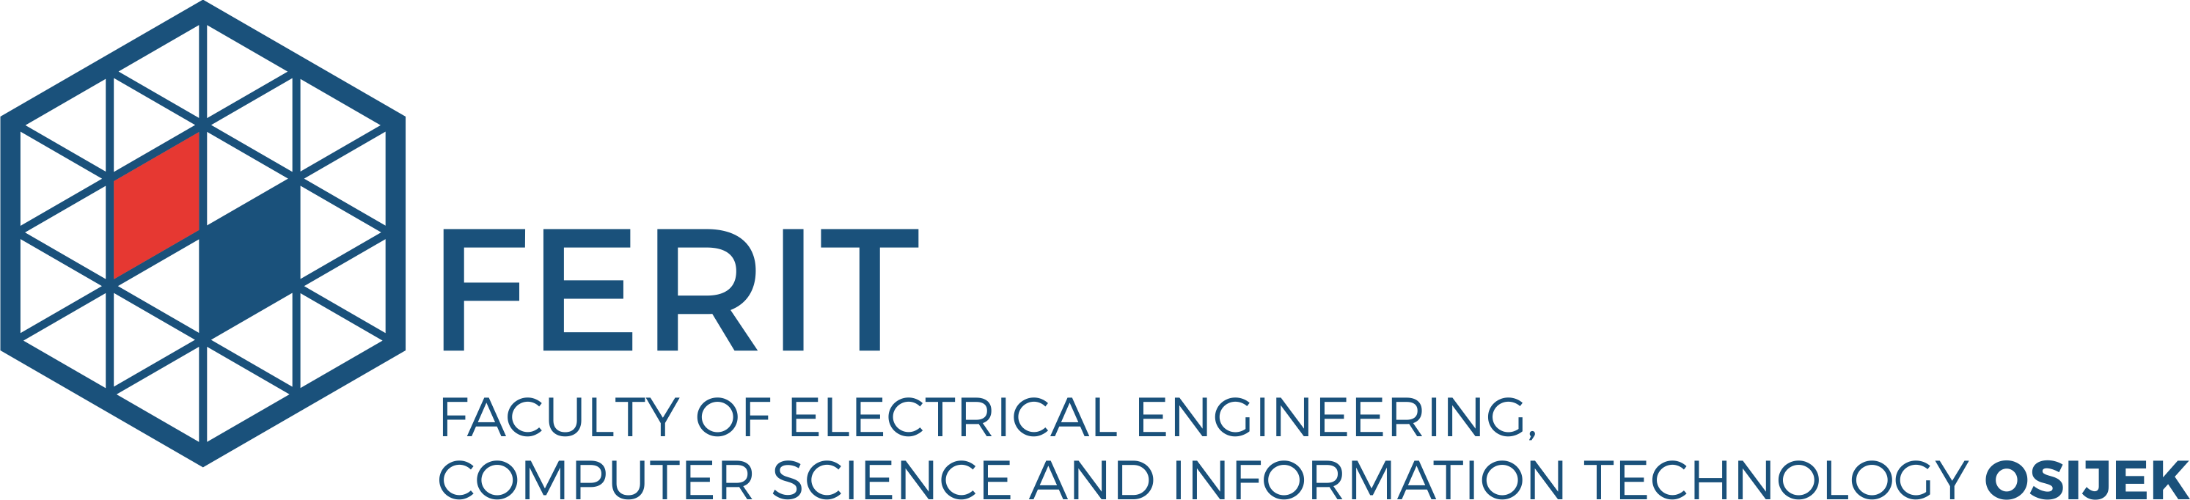 FERIT
FACULTY OF ELECTRICAL ENGINEERING,
COMPUTER SCIENCE AND INFORMATION TECHNOLOGY OSIJEK